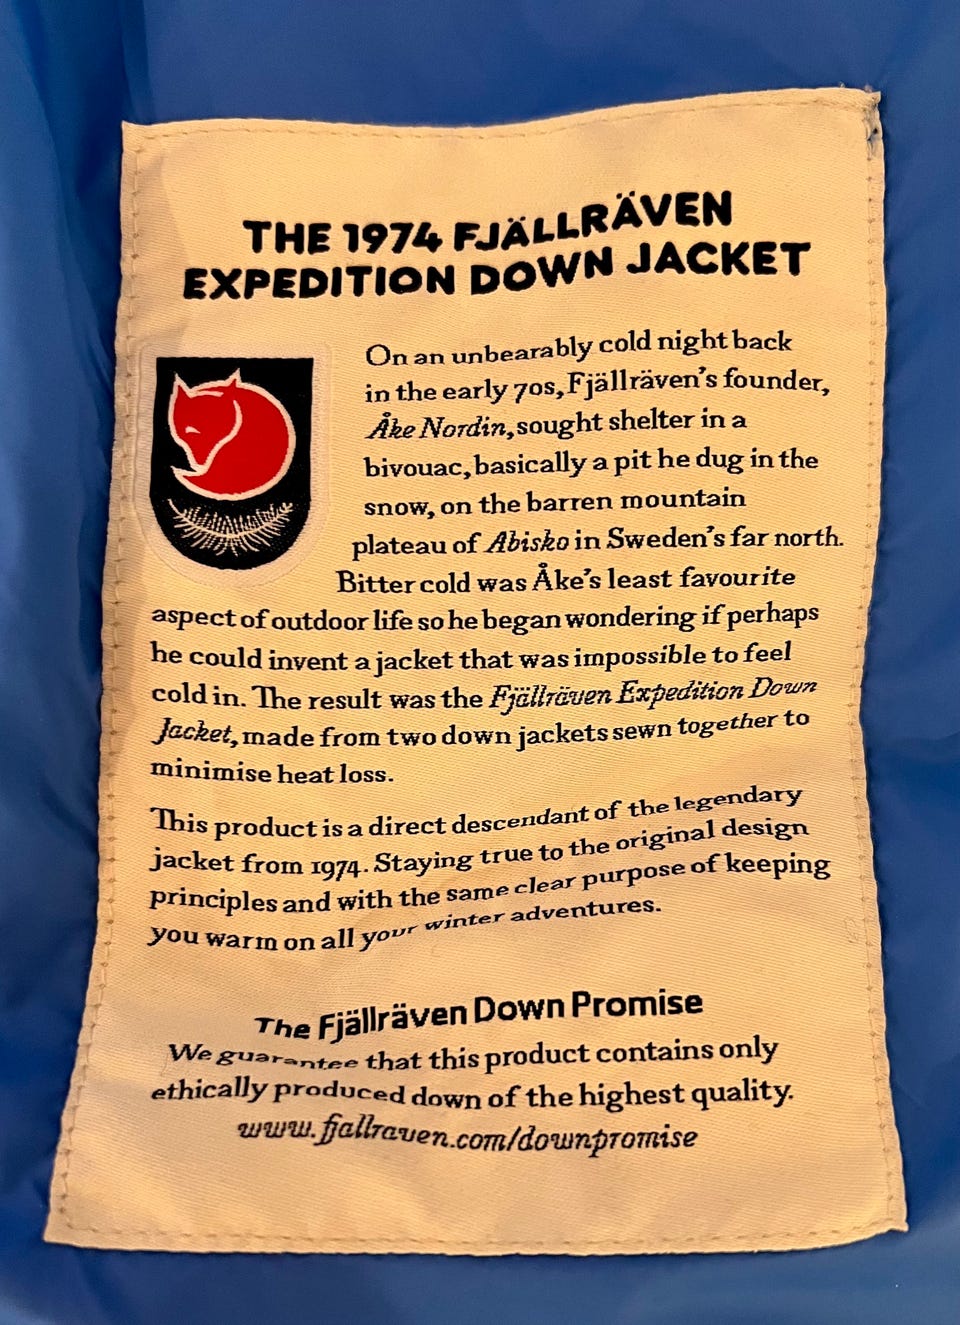 THE 1974 FJÄLLRÄVEN
EXPEDITION DOWN JACKET
On an unbearably cold night back
in the early 70s, Fjällräven's founder,
Åke Nordin, sought shelter in a
bivouac, basically a pit he dug in the
snow, on the barren mountain
plateau of Abisko in Sweden's far north.
Bitter cold was Åke's least favourite
aspect of outdoor life so he began wondering if perhaps
he could invent a jacket that was impossible to feel
cold in. The result was the Fjällräven Expedition Down
Jacket, made from two down jackets sewn together to
minimise heat loss.
This product is a direct descendant of the legendary
jacket from 1974. Staying true to the original design
principles and with the same clear purpose of keeping
you warm on all your winter adventures.
The Fjällräven Down Promise
We guarantee that this product contains only
ethically produced down of the highest quality.
www.fjallraven.com/downpromise